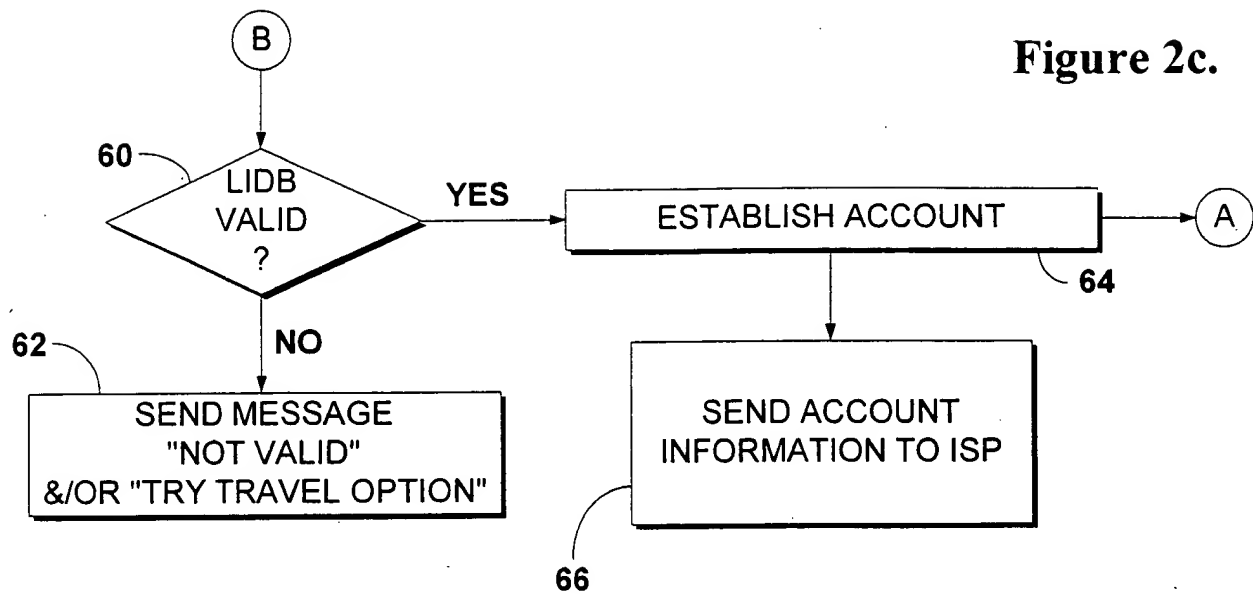 B
Figure 2c.
60
LIDB
VALID
?
YES
ESTABLISH ACCOUNT
A
64
NO
62
SEND MESSAGE
"NOT VALID"
&/OR "TRY TRAVEL OPTION"
SEND ACCOUNT
INFORMATION TO ISP
66